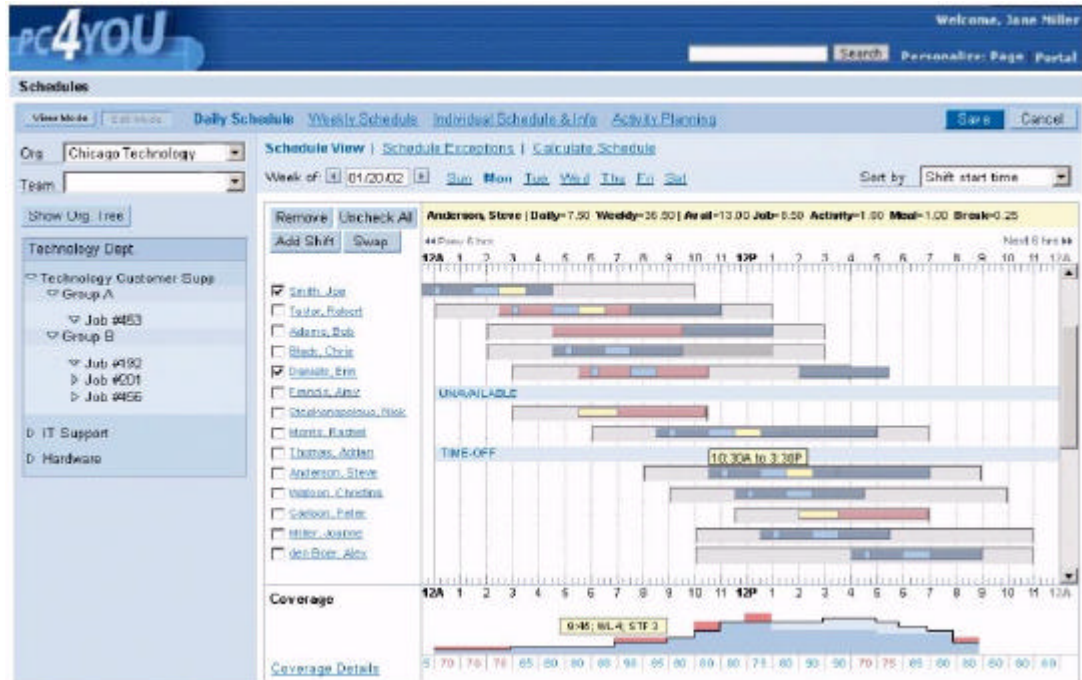 Welcome, Jane Miller
PC4YOU
Search Personalize: Page Portal
Schedules
View Mode Edit Mode Daily Schedule Weekly Schedule Individual Schedule & Info Activity Planning Save Cancel
Org Chicago Technology
Schedule View | Schedule Exceptions | Calculate Schedule
Team
Week of: 01/20/02 Sun Mon Tue Wed Thu Fri Sat Sort by Shift start time
Show Org Tree
Remove Uncheck All
Anderson, Steve | Daily=7.50 Weekly=36.50 | Avail=13.00 Job=6.50 Activity=1.00 Meal=1.00 Break=0.25
Add Shift Swap
Prev 6 hrs Next 6 hrs
Technology Dept
12A 1 2 3 4 5 6 7 8 9 10 11 12P 1 2 3 4 5 6 7 8 9 10 11 12A
Technology Customer Supp
Group A
Job #453
Group B
Job #192
Job #201
Job #456
IT Support
Hardware
Smith, Joe
Taylor, Robert
Adams, Bob
Black, Chris
Daniels, Erin
Francis, Amy
UNAVAILABLE
Stephanopolous, Nick
Morris, Rachel
Thomas, Adrian
TIME-OFF
10:30A to 3:30P
Anderson, Steve
Watson, Christina
Carlson, Peter
Miller, Joanne
den Boer, Alex
12A 1 2 3 4 5 6 7 8 9 10 11 12P 1 2 3 4 5 6 7 8 9 10 11 12A
Coverage
Coverage Details